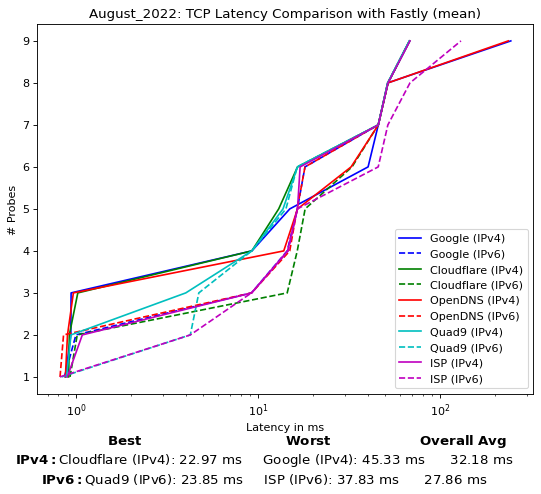 August_2022: TCP Latency Comparison with Fastly (mean)
# Probes
9
8
7
6
5
4
3
2
1
10⁰ 10¹ 10²
Latency in ms
Google (IPv4)
Google (IPv6)
Cloudflare (IPv4)
Cloudflare (IPv6)
OpenDNS (IPv4)
OpenDNS (IPv6)
Quad9 (IPv4)
Quad9 (IPv6)
ISP (IPv4)
ISP (IPv6)
Best Worst Overall Avg
IPv4: Cloudflare (IPv4): 22.97 ms Google (IPv4): 45.33 ms 32.18 ms
IPv6: Quad9 (IPv6): 23.85 ms ISP (IPv6): 37.83 ms 27.86 ms